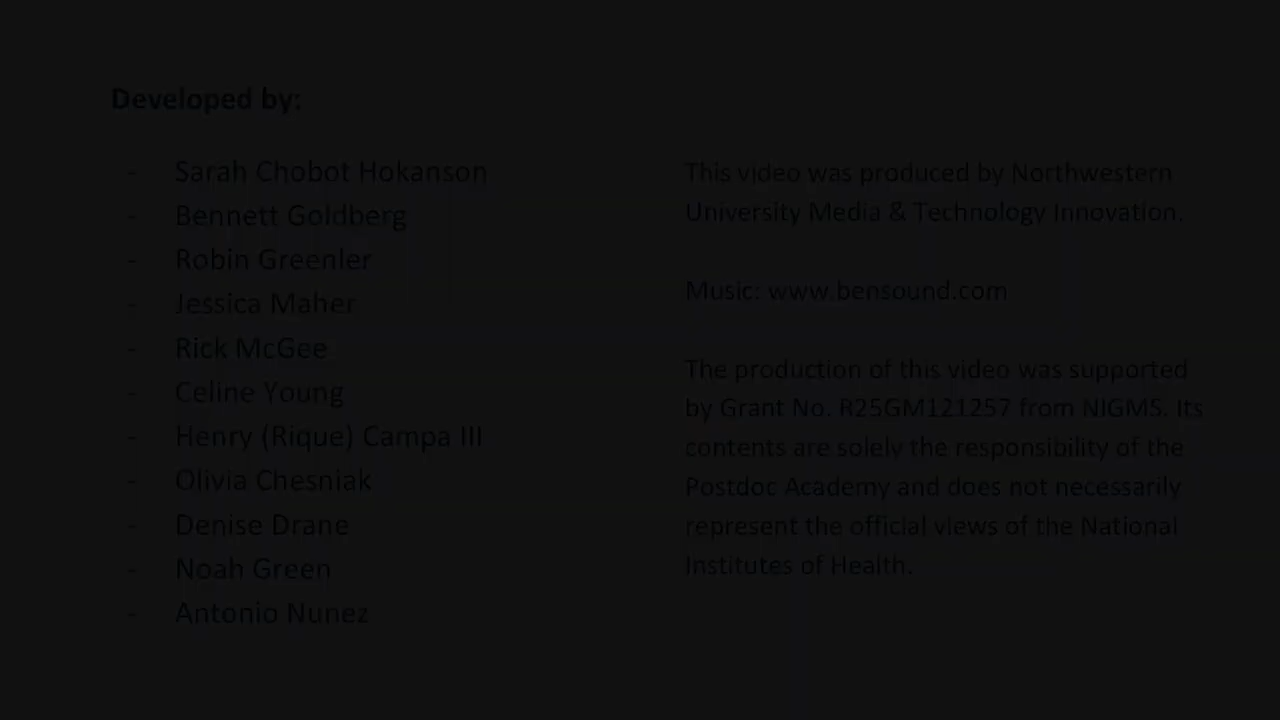 Developed by:
- Sarah Chobot Hokanson
- Bennett Goldberg
- Robin Greenler
- Jessica Maher
- Rick McGee
- Celine Young
- Henry (Rique) Campa III
- Olivia Chesniak
- Denise Drane
- Noah Green
- Antonio Nunez
This video was produced by Northwestern
University Media & Technology Innovation.
Music: www.bensound.com
The production of this video was supported
by Grant No. R25GM121257 from NIGMS. Its
contents are solely the responsibility of the
Postdoc Academy and does not necessarily
represent the official views of the National
Institutes of Health.